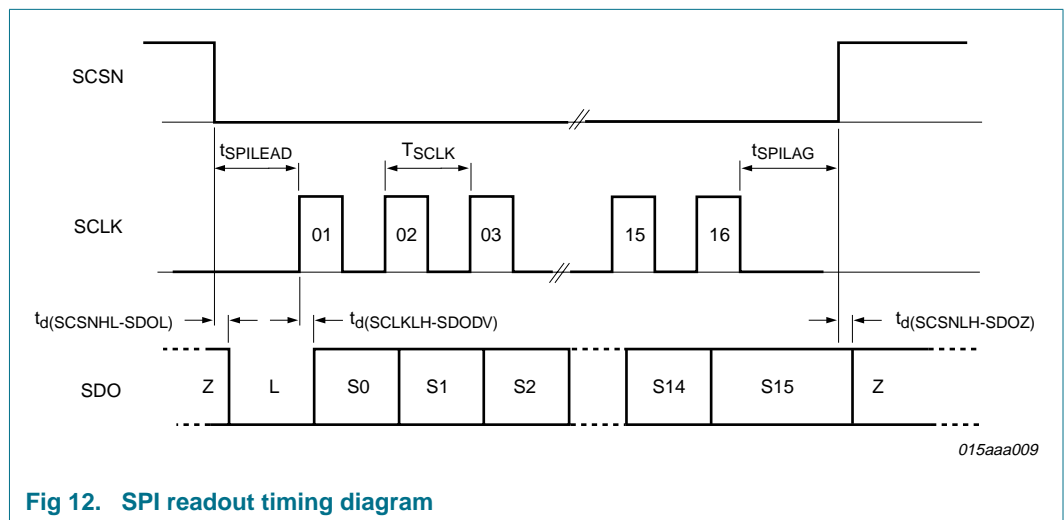 SCSN
tSPILEAD TSCLK tSPILAG
SCLK
01 02 03 15 16
td(SCSNHL-SDOL) td(SCLKLH-SDODV) td(SCSNLH-SDOZ)
SDO
Z L S0 S1 S2 S14 S15 Z
015aaa009
Fig 12. SPI readout timing diagram